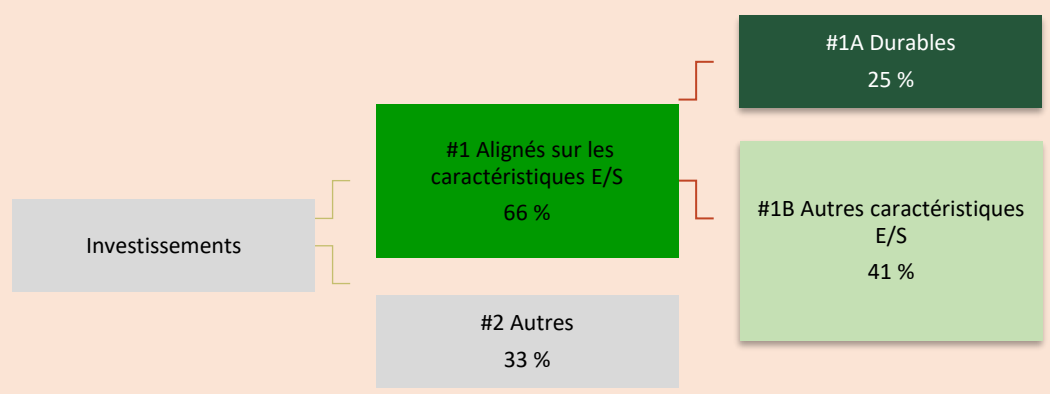 Investissements
#1 Alignés sur les
caractéristiques E/S
66 %
#2 Autres
33 %
#1A Durables
25 %
#1B Autres caractéristiques
E/S
41 %